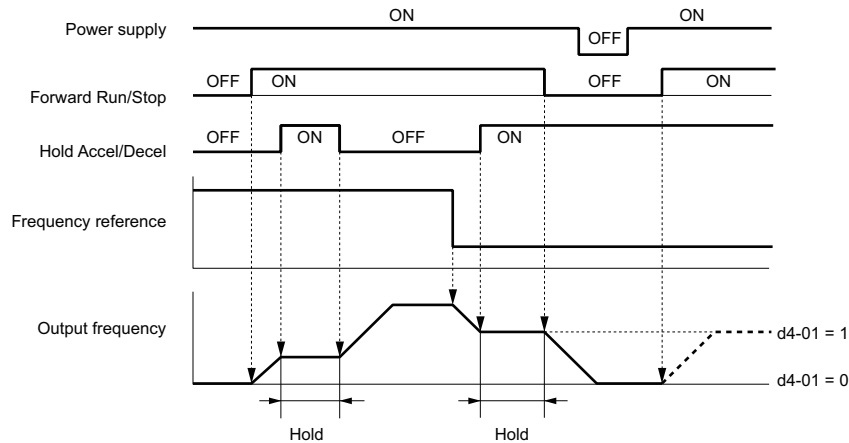 ON
ON
Power supply
OFF
OFF
ON
OFF
ON
Forward Run/Stop
OFF
ON
OFF
ON
Hold Accel/Decel
Frequency reference
Output frequency
d4-01 = 1
d4-01 = 0
Hold
Hold